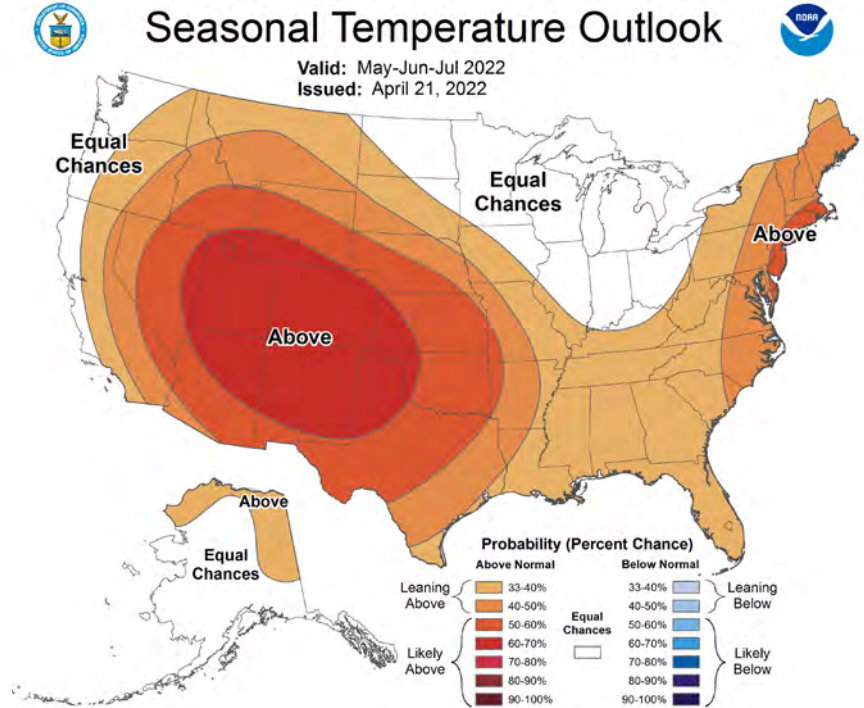 Seasonal Temperature Outlook
NOAA
Valid: May-Jun-Jul 2022
Issued: April 21, 2022
Equal
Chances
Equal
Chances
Above
Above
Above
Equal
Chances
Probability (Percent Chance)
Above Normal
Below Normal
Leaning
Above
33-40%
40-50%
Likely
Above
50-60%
60-70%
70-80%
80-90%
90-100%
Equal
Chances
33-40%
40-50%
Leaning
Below
50-60%
60-70%
70-80%
80-90%
90-100%
Likely
Below